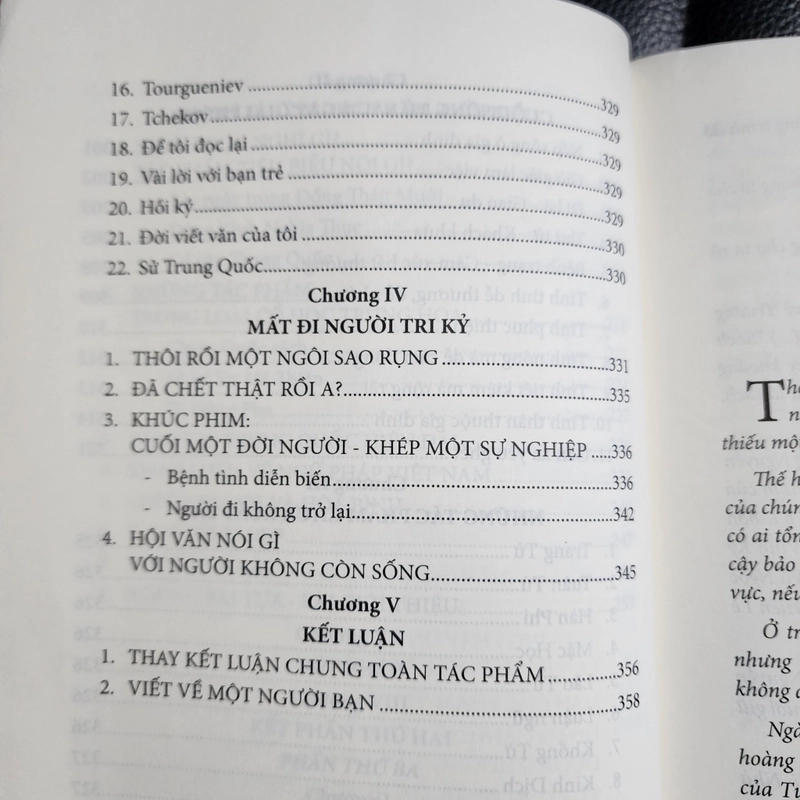 16. Tourgueniev ........ 329
17. Tchekov ........ 329
18. Để tôi đọc lại ........ 329
19. Vài lời với bạn trẻ ........ 329
20. Hồi ký ........ 329
21. Đời viết văn của tôi ........ 330
22. Sử Trung Quốc ........ 330
Chương IV
MẤT ĐI NGƯỜI TRI KỶ
1. THÔI RỒI MỘT NGÔI SAO RỤNG ........ 331
2. ĐÃ CHẾT THẬT RỒI A? ........ 335
3. KHÚC PHIM:
CUỐI MỘT ĐỜI NGƯỜI - KHÉP MỘT SỰ NGHIỆP ..... 336
- Bệnh tình diễn biến ........ 336
- Người đi không trở lại ........ 342
4. HỘI VĂN NÓI GÌ
VỚI NGƯỜI KHÔNG CÒN SỐNG ........ 345
Chương V
KẾT LUẬN
1. THAY KẾT LUẬN CHUNG TOÀN TÁC PHẨM ........ 356
2. VIẾT VỀ MỘT NGƯỜI BẠN ........ 358
thiếu mộ
Thế h
của chún
có ai tổn
cậy bảo
vực, nếu
Ở tr
nhưng
không
Ngà
hoàng
của Tu